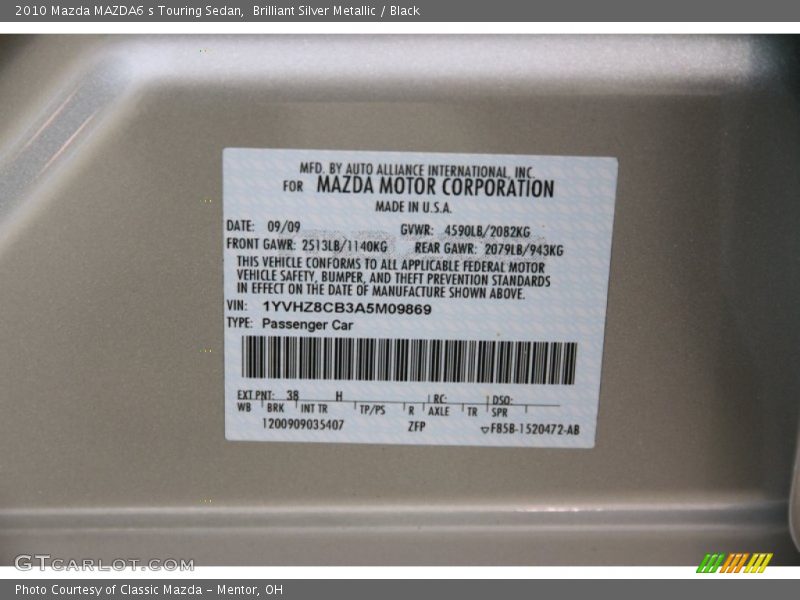 2010 Mazda MAZDA6 s Touring Sedan,  Brilliant Silver Metallic / Black
MFD. BY AUTO ALLIANCE INTERNATIONAL, INC.
FOR MAZDA MOTOR CORPORATION
MADE IN U.S.A.
DATE: 09/09 GVWR: 4590LB/2082KG
FRONT GAWR: 2513LB/1140KG REAR GAWR: 2079LB/943KG
THIS VEHICLE CONFORMS TO ALL APPLICABLE FEDERAL MOTOR
VEHICLE SAFETY, BUMPER, AND THEFT PREVENTION STANDARDS
IN EFFECT ON THE DATE OF MANUFACTURE SHOWN ABOVE.
VIN: 1YVHZ8CB3A5M09869
TYPE: Passenger Car
EXT PNT: 38 H RC: DSO:
WB BRK INT TR TP/PS R AXLE TR SPR
1200909035407 ZFP F85B-1520472-AB
GTCARLOT.COM
Photo Courtesy of Classic Mazda - Mentor, OH